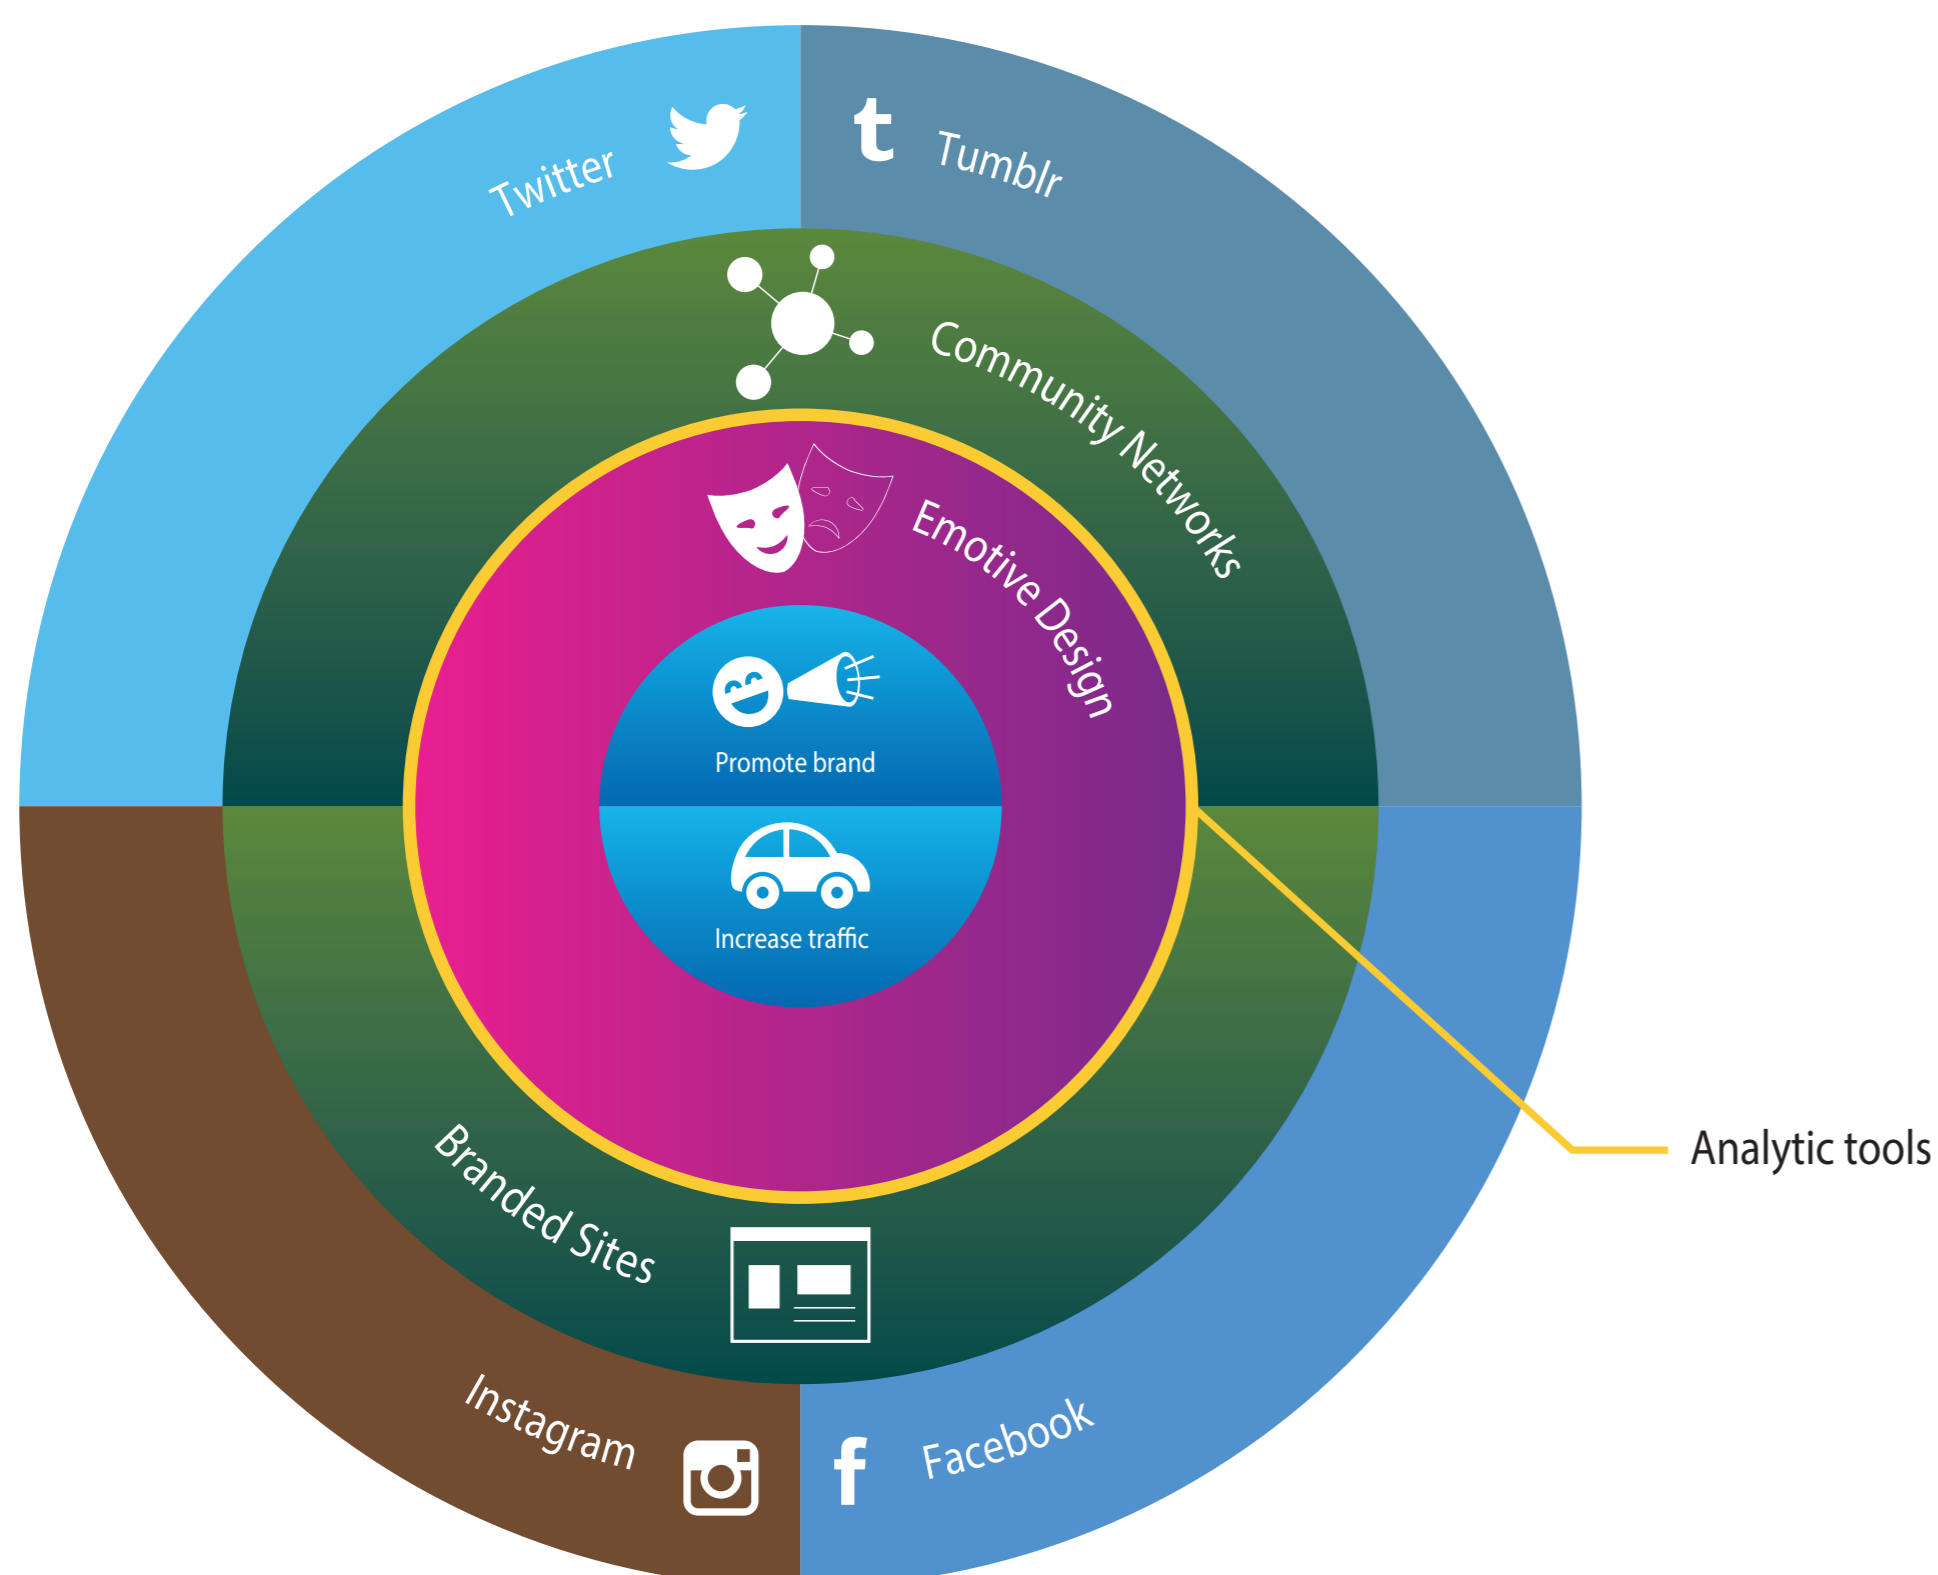 Twitter
Tumblr
Community Networks
Emotive Design
Promote brand
Increase traffic
Analytic tools
Branded Sites
Instagram
Facebook